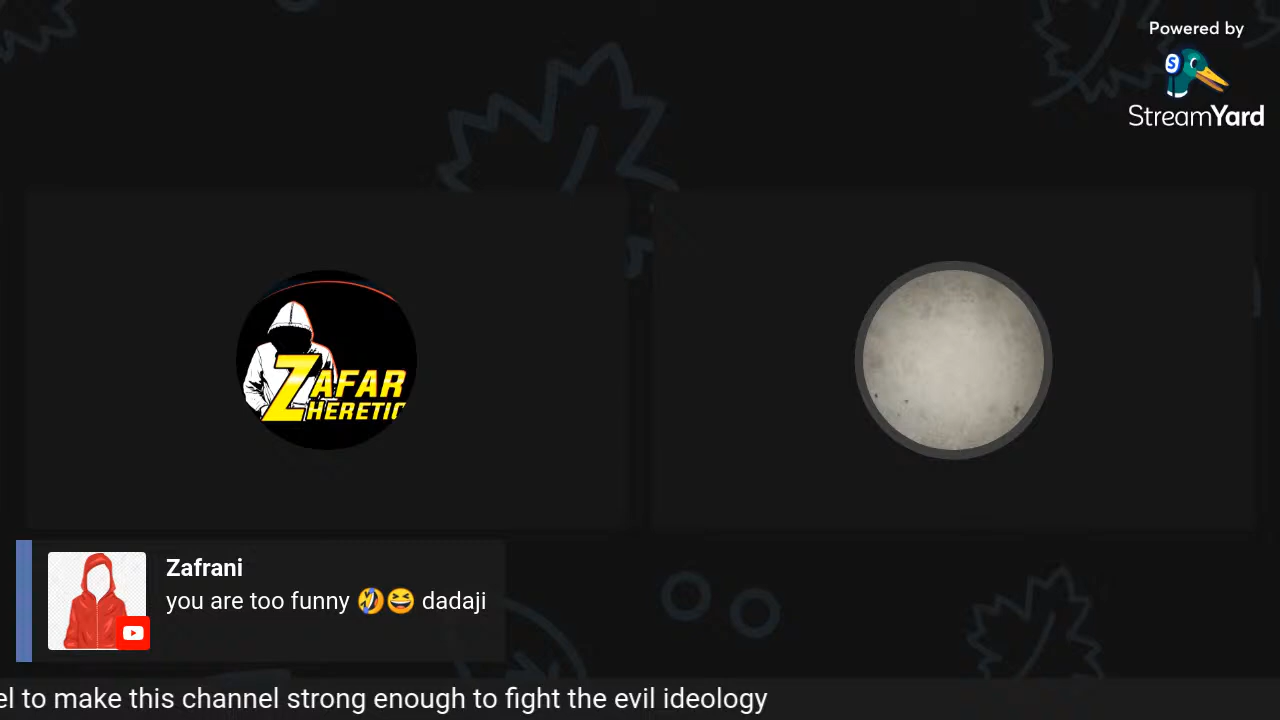 Powered by
S
StreamYard
ZAFAR
HERETIC
Zafrani
you are too funny 🤣😆 dadaji
el to make this channel strong enough to fight the evil ideology